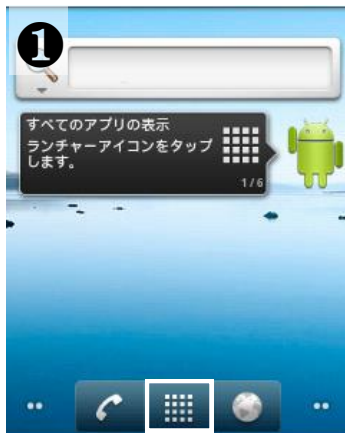 ❶
すべてのアプリの表示
ランチャーアイコンをタップ
します。
1/6